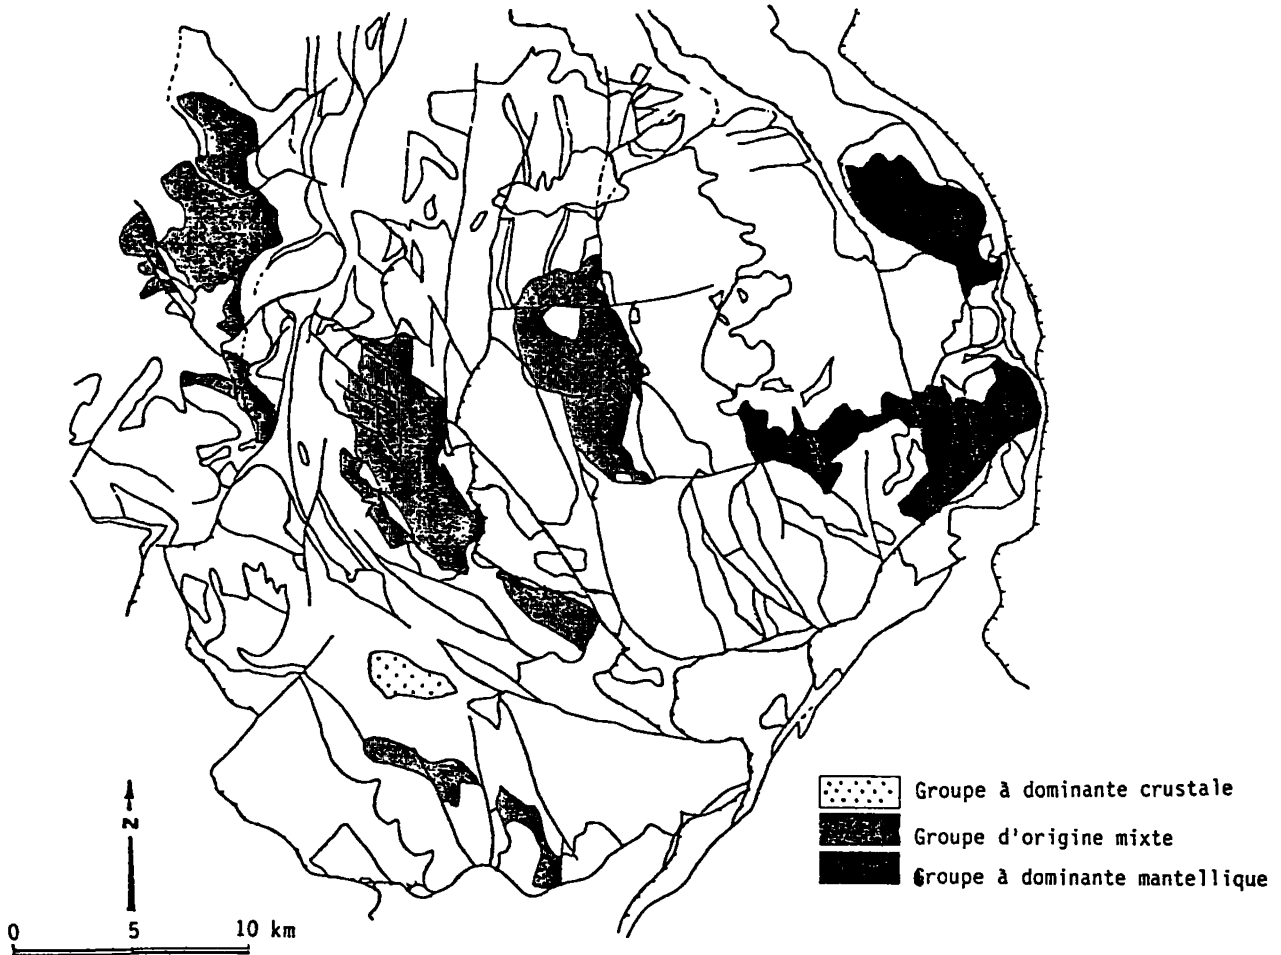 Groupe à dominante crustale
Groupe d'origine mixte
Groupe à dominante mantellique
N
0 5 10 km